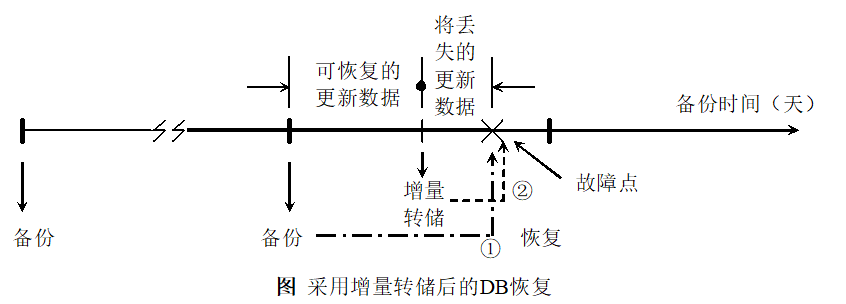 将丢
失的
更新
数据
可恢复的
更新数据
备份时间（天）
增量
转储
②
故障点
备份
备份
①
恢复
图 采用增量转储后的DB恢复